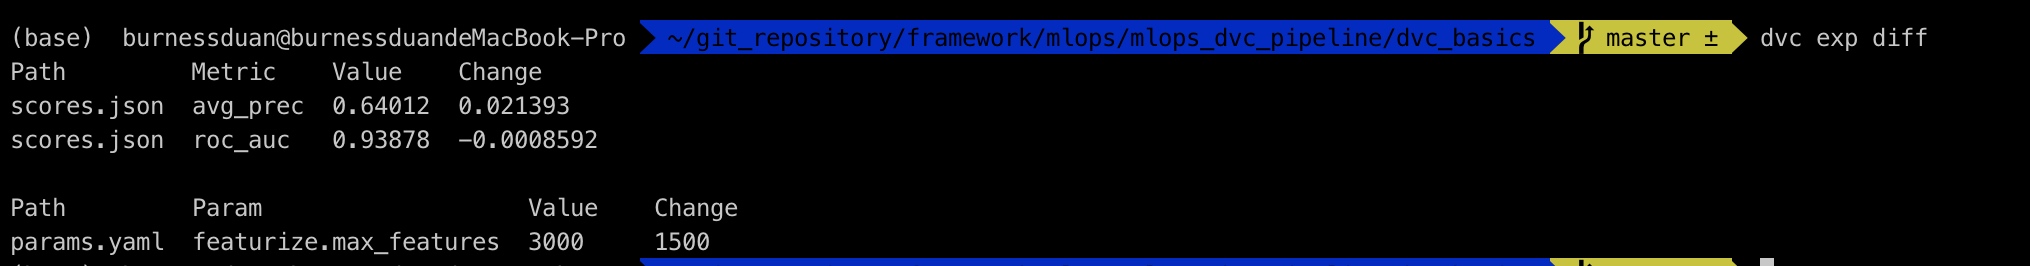 (base) burnessduan@burnessduandeMacBook-Pro ~/git_repository/framework/mlops/mlops_dvc_pipeline/dvc_basics master ± dvc exp diff
Path Metric Value Change
scores.json avg_prec 0.64012 0.021393
scores.json roc_auc 0.93878 -0.0008592
Path Param Value Change
params.yaml featurize.max_features 3000 1500